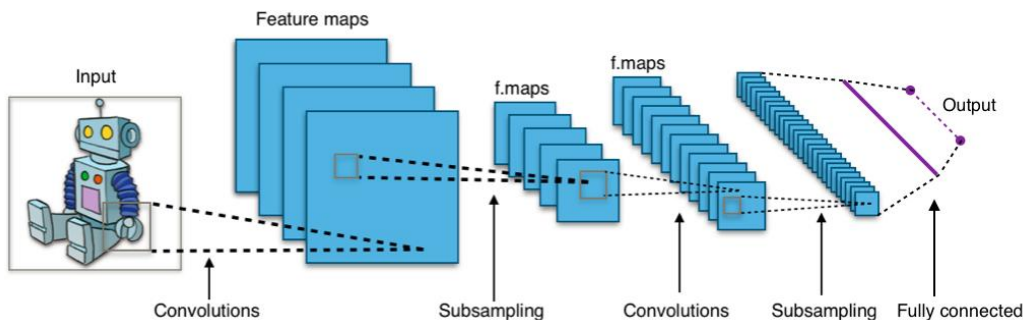 Feature maps
f.maps
f.maps
Input
Output
Convolutions
Subsampling
Convolutions
Subsampling
Fully connected